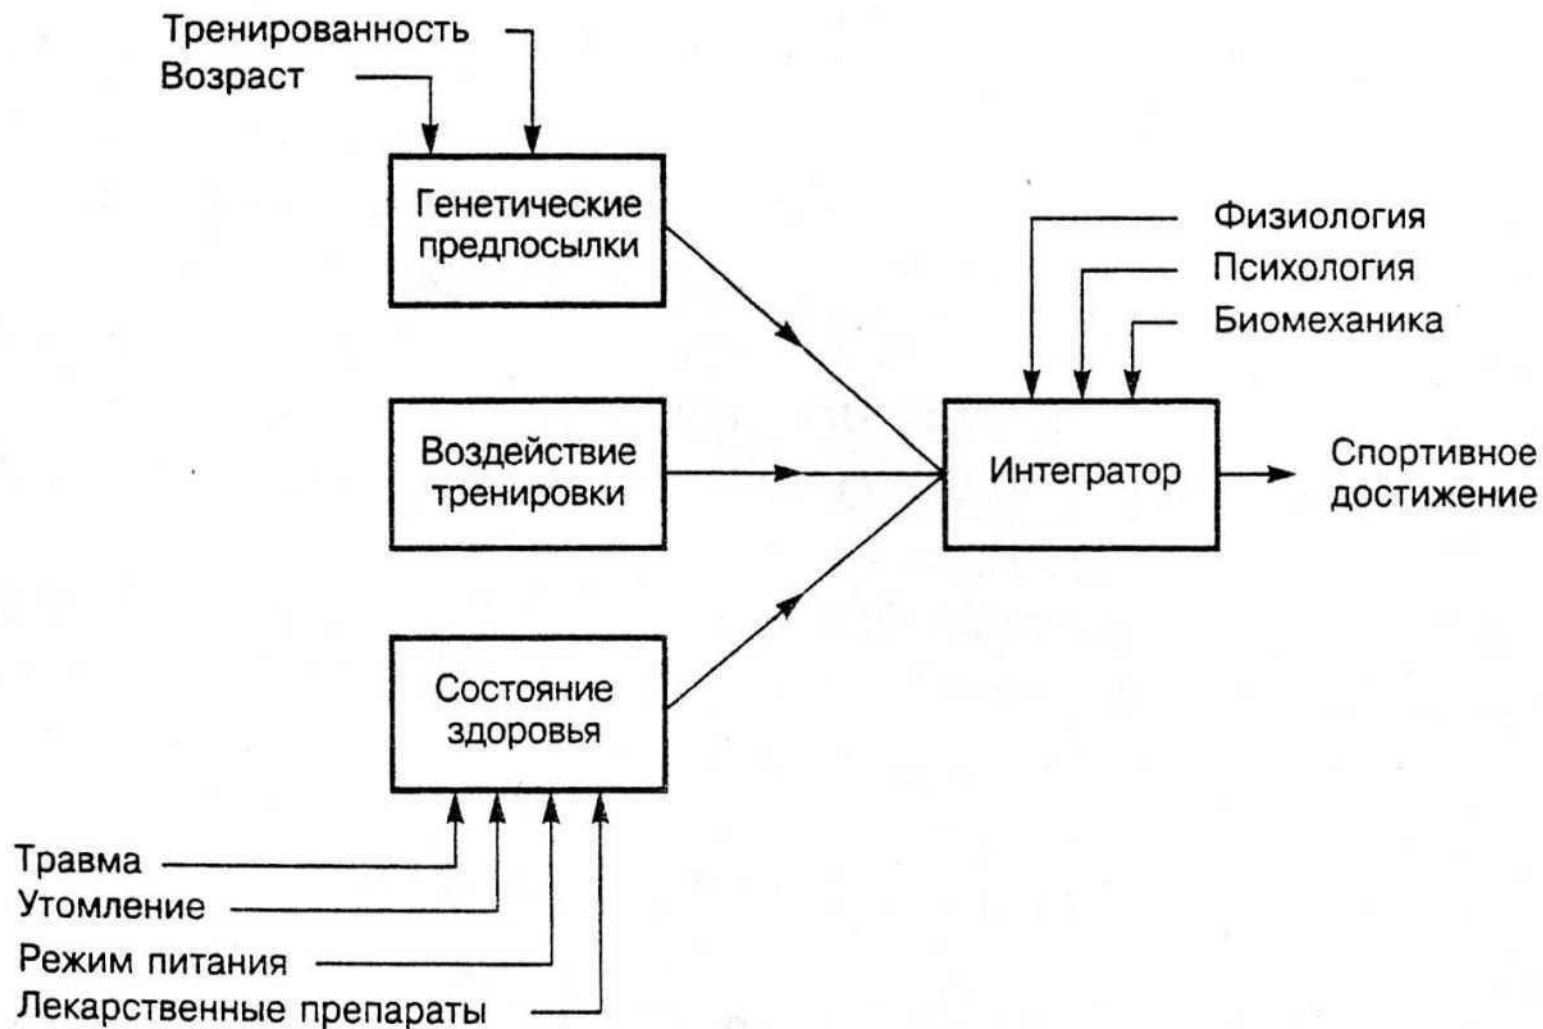 Тренированность
Возраст
Генетические
предпосылки
Физиология
Психология
Биомеханика
Воздействие
тренировки
Интегратор
Спортивное
достижение
Состояние
здоровья
Травма
Утомление
Режим питания
Лекарственные препараты